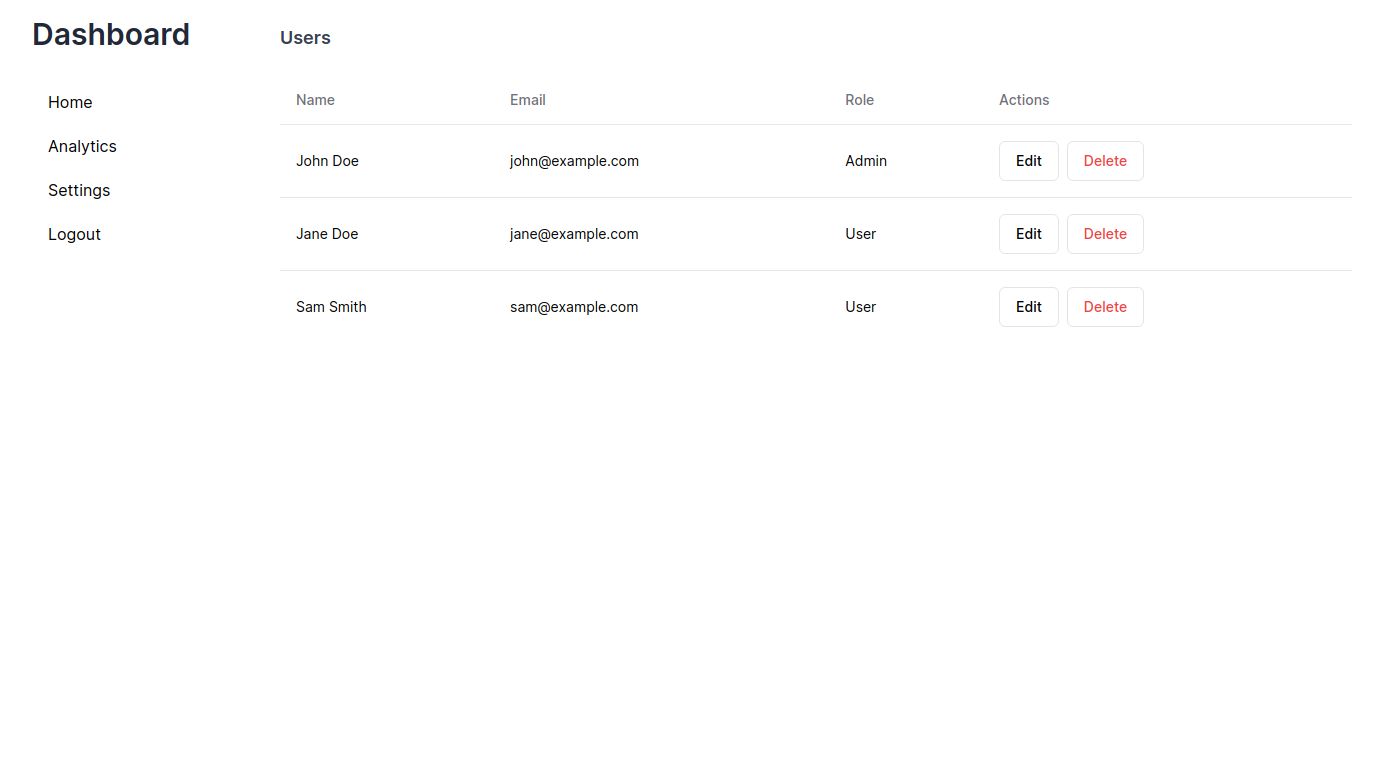 Dashboard
Home
Analytics
Settings
Logout
Users
Name Email Role Actions
John Doe john@example.com Admin Edit Delete
Jane Doe jane@example.com User Edit Delete
Sam Smith sam@example.com User Edit Delete